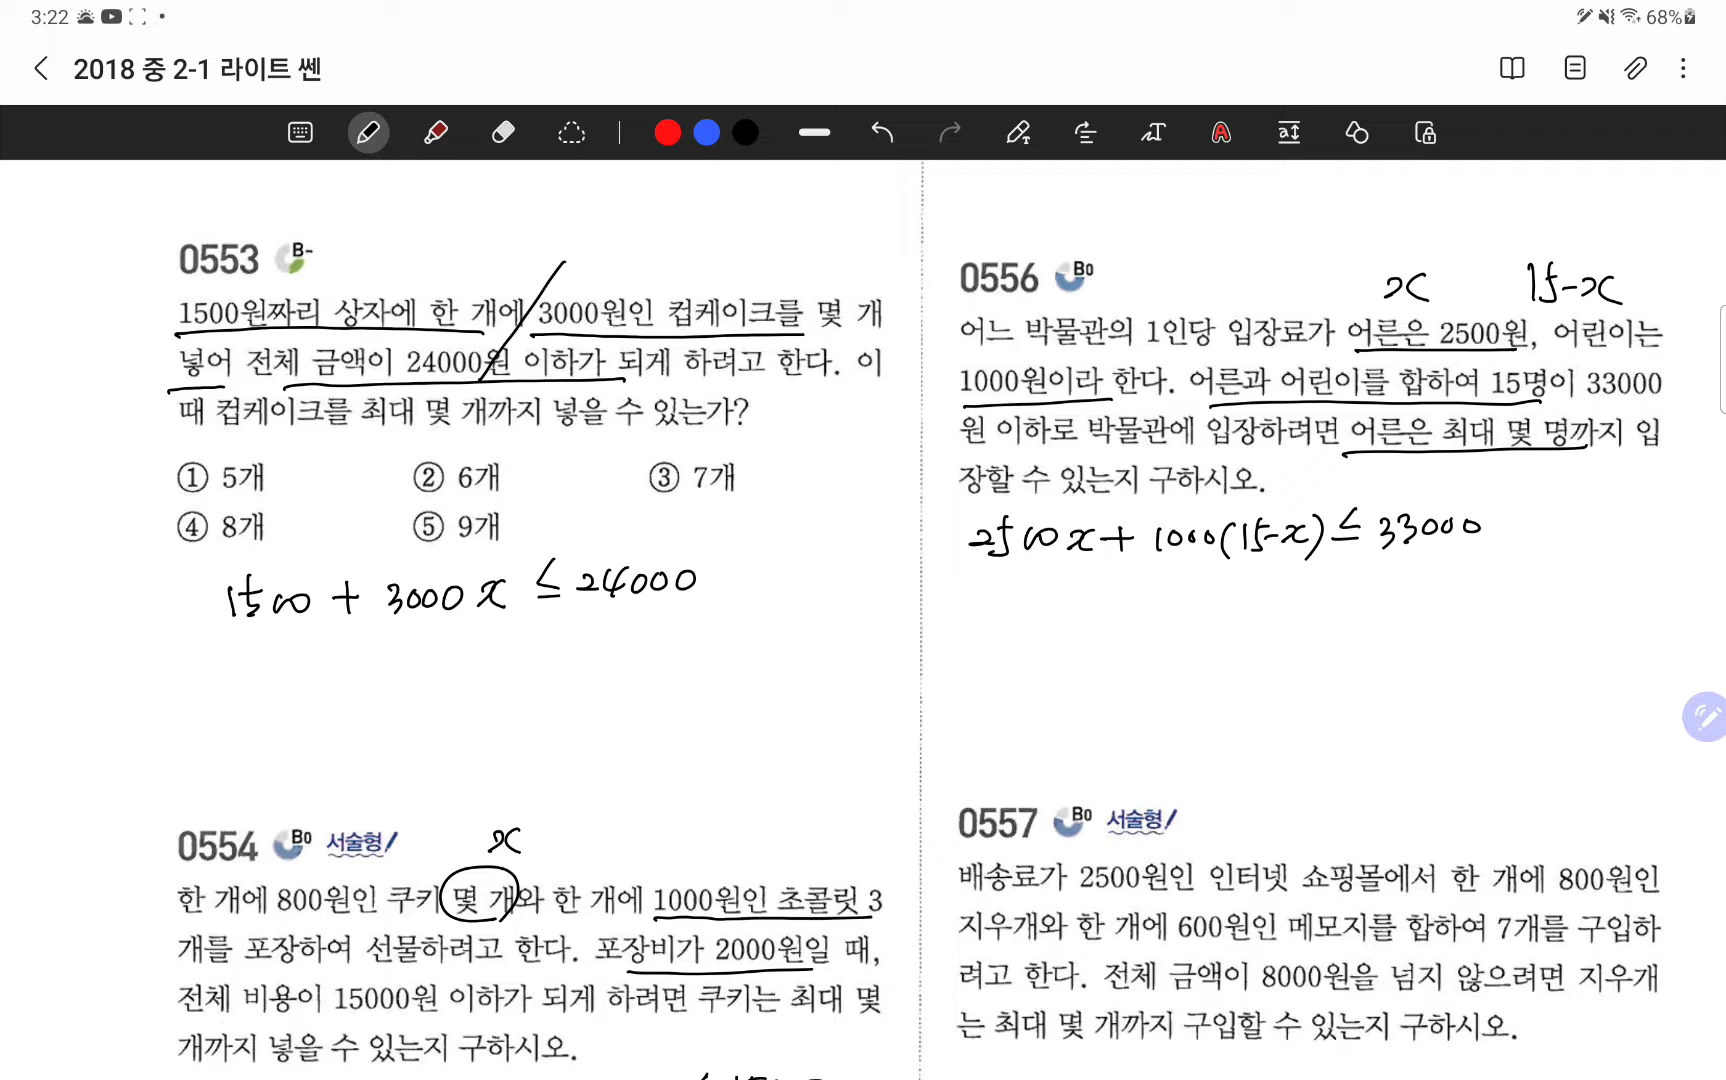 3:22
68%
2018 중 2-1 라이트 쎈
0553 B-
1500원짜리 상자에 한 개에 3000원인 컵케이크를 몇 개
넣어 전체 금액이 24000원 이하가 되게 하려고 한다. 이
때 컵케이크를 최대 몇 개까지 넣을 수 있는가?
① 5개 ② 6개 ③ 7개
④ 8개 ⑤ 9개
1500 + 3000x ≤ 24000
0554 B0 서술형
x
한 개에 800원인 쿠키 몇 개와 한 개에 1000원인 초콜릿 3
개를 포장하여 선물하려고 한다. 포장비가 2000원일 때,
전체 비용이 15000원 이하가 되게 하려면 쿠키는 최대 몇
개까지 넣을 수 있는지 구하시오.
0556 B0
x 15-x
어느 박물관의 1인당 입장료가 어른은 2500원, 어린이는
1000원이라 한다. 어른과 어린이를 합하여 15명이 33000
원 이하로 박물관에 입장하려면 어른은 최대 몇 명까지 입
장할 수 있는지 구하시오.
2500x + 1000(15-x) ≤ 33000
0557 B0 서술형
배송료가 2500원인 인터넷 쇼핑몰에서 한 개에 800원인
지우개와 한 개에 600원인 메모지를 합하여 7개를 구입하
려고 한다. 전체 금액이 8000원을 넘지 않으려면 지우개
는 최대 몇 개까지 구입할 수 있는지 구하시오.